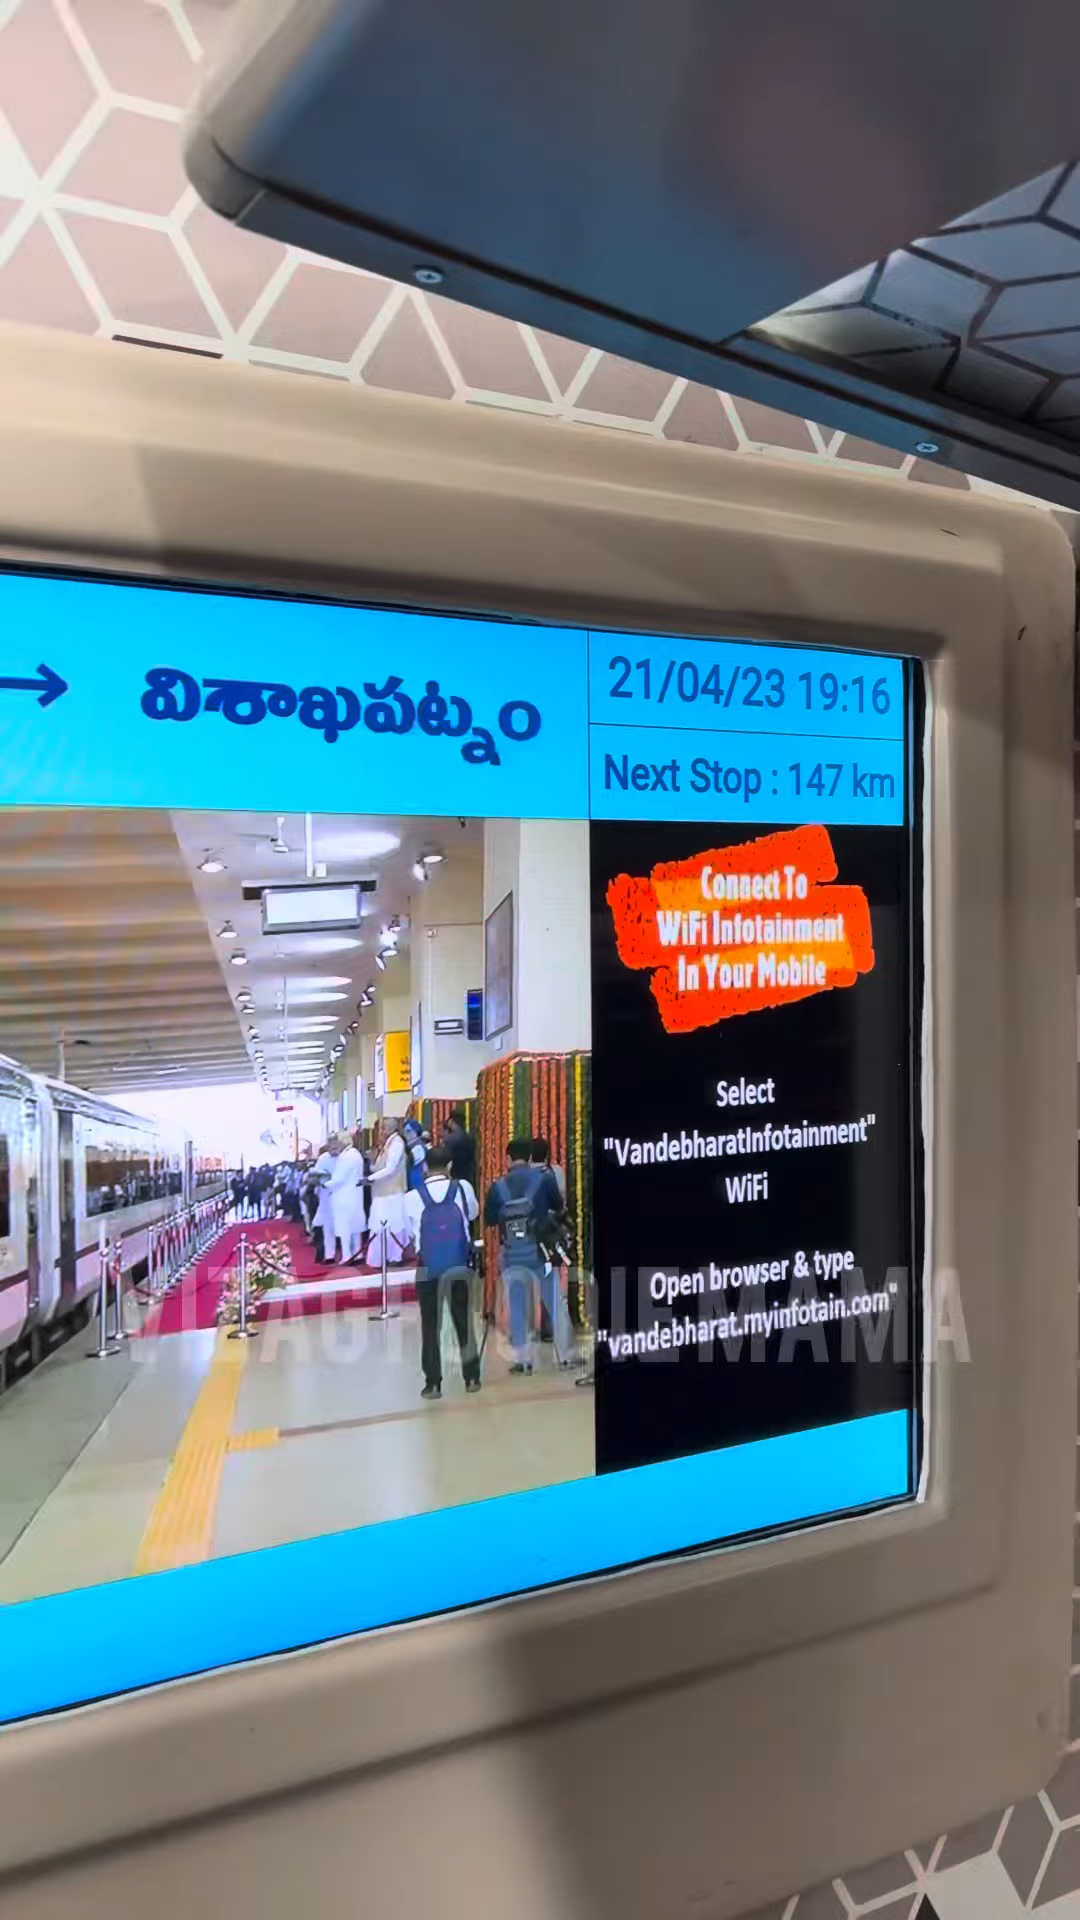 → విశాఖపట్నం
21/04/23 19:16
Next Stop : 147 km
Connect To
WiFi Infotainment
In Your Mobile
Select
"VandebharatInfotainment"
WiFi
Open browser & type
"vandebharat.myinfotain.com"
VIZAGFOODIEMAMA